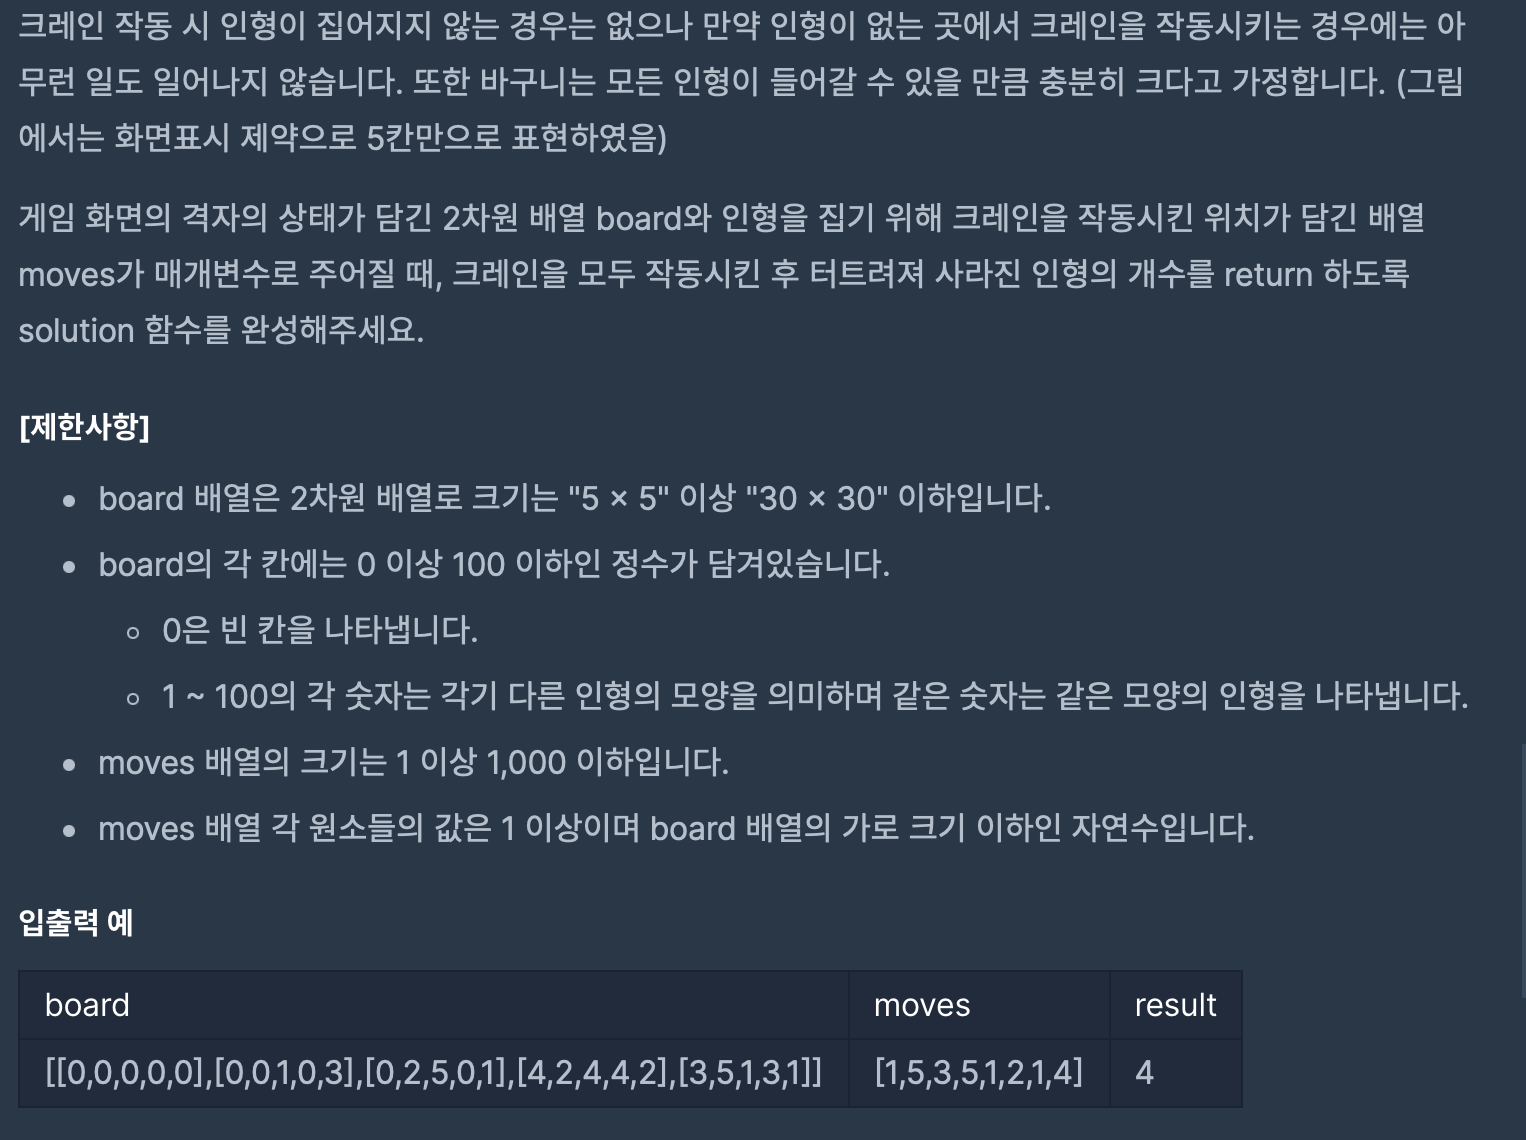 크레인 작동 시 인형이 집어지지 않는 경우는 없으나 만약 인형이 없는 곳에서 크레인을 작동시키는 경우에는 아
무런 일도 일어나지 않습니다. 또한 바구니는 모든 인형이 들어갈 수 있을 만큼 충분히 크다고 가정합니다. (그림
에서는 화면표시 제약으로 5칸만으로 표현하였음)
게임 화면의 격자의 상태가 담긴 2차원 배열 board와 인형을 집기 위해 크레인을 작동시킨 위치가 담긴 배열
moves가 매개변수로 주어질 때, 크레인을 모두 작동시킨 후 터트려져 사라진 인형의 개수를 return 하도록
solution 함수를 완성해주세요.
[제한사항]
• board 배열은 2차원 배열로 크기는 "5 x 5" 이상 "30 x 30" 이하입니다.
• board의 각 칸에는 0 이상 100 이하인 정수가 담겨있습니다.
◦ 0은 빈 칸을 나타냅니다.
◦ 1 ~ 100의 각 숫자는 각기 다른 인형의 모양을 의미하며 같은 숫자는 같은 모양의 인형을 나타냅니다.
• moves 배열의 크기는 1 이상 1,000 이하입니다.
• moves 배열 각 원소들의 값은 1 이상이며 board 배열의 가로 크기 이하인 자연수입니다.
입출력 예
board moves result
[[0,0,0,0,0],[0,0,1,0,3],[0,2,5,0,1],[4,2,4,4,2],[3,5,1,3,1]] [1,5,3,5,1,2,1,4] 4